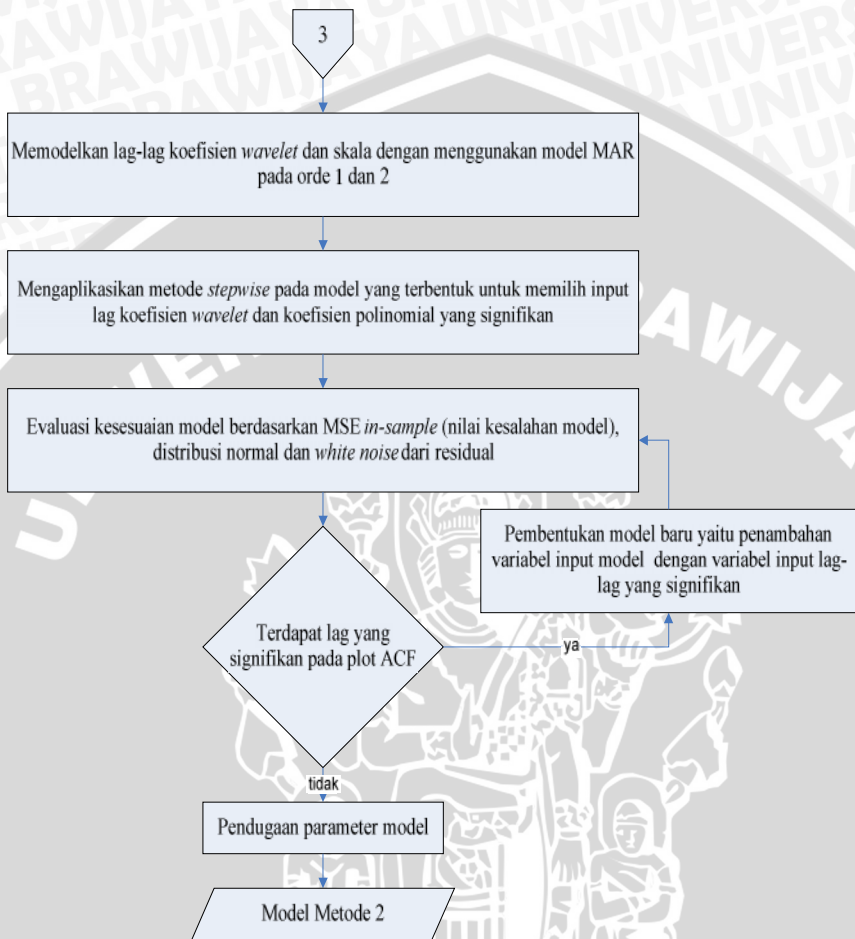 3
Memodelkan lag-lag koefisien wavelet dan skala dengan menggunakan model MAR
pada orde 1 dan 2
Mengaplikasikan metode stepwise pada model yang terbentuk untuk memilih input
lag koefisien wavelet dan koefisien polinomial yang signifikan
Evaluasi kesesuaian model berdasarkan MSE in-sample (nilai kesalahan model),
distribusi normal dan white noise dari residual
Pembentukan model baru yaitu penambahan
variabel input model dengan variabel input lag-
lag yang signifikan
Terdapat lag yang
signifikan pada plot ACF
ya
tidak
Pendugaan parameter model
Model Metode 2